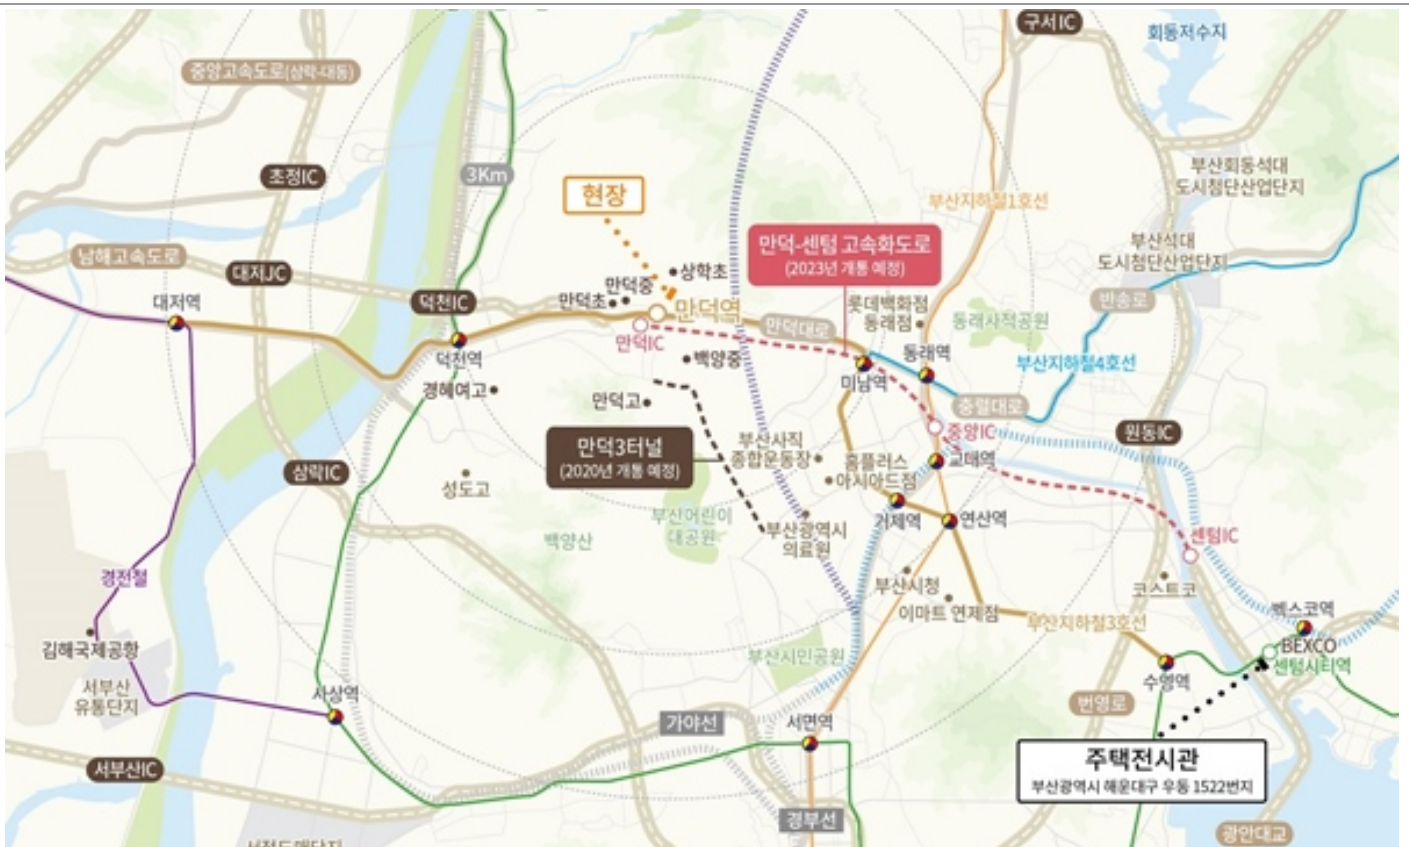 구서IC
회동저수지
중앙고속도로(삼락-대동)
초정IC
3Km
현장
부산회동석대
도시첨단산업단지
부산지하철1호선
만덕-센텀 고속화도로
(2023년 개통 예정)
부산석대
도시첨단산업단지
남해고속도로
대저JC
상학초
만덕중
만덕초
대저역
덕천IC
만덕역
만덕IC
만덕대로
롯데백화점
동래점
동래사적공원
반송로
덕천역
백양중
미남역
동래역
부산지하철4호선
경혜여고
만덕고
충렬대로
중앙IC
원동IC
만덕3터널
(2020년 개통 예정)
부산사직
종합운동장
홈플러스
아시아드점
교대역
삼락IC
성도고
부산어린이
대공원
백양산
부산광역시
의료원
거제역
연산역
센텀IC
경전철
부산시청
이마트 연제점
코스트코
부산지하철3호선
벡스코역
BEXCO
센텀시티역
김해국제공항
서부산
유통단지
부산시민공원
수영역
사상역
번영로
가야선
서면역
주택전시관
부산광역시 해운대구 우동 1522번지
서부산IC
경부선
광안대교